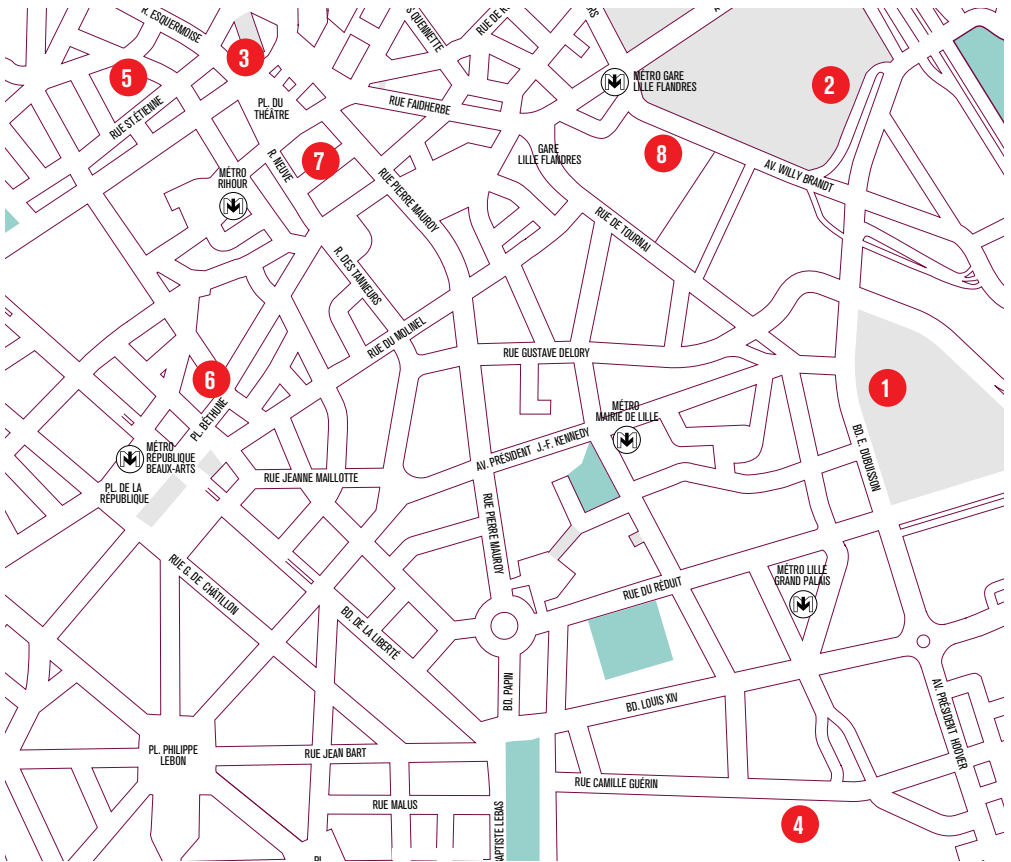 R. ESQUERMOISE
S QUENNETTE
RUE DE R
RS
3
5
MÉTRO GARE
LILLE FLANDRES
2
RUE FAIDHERBE
PL. DU
THÉÂTRE
RUE ST.ÉTIENNE
7
R. NEUVE
GARE
LILLE FLANDRES
8
AV. WILLY BRANDT
MÉTRO
RIHOUR
RUE PIERRE MAUROY
RUE DE TOURNAI
R. DES TANNEURS
RUE DU MOLINEL
RUE GUSTAVE DELORY
6
1
PL. BÉTHUNE
MÉTRO
MAIRIE DE LILLE
AV. PRÉSIDENT J.-F. KENNEDY
BD. E. DUBUISSON
MÉTRO
RÉPUBLIQUE
BEAUX-ARTS
RUE JEANNE MAILLOTTE
PL. DE LA
RÉPUBLIQUE
RUE PIERRE MAUROY
RUE G. DE CHÂTILLON
MÉTRO LILLE
GRAND PALAIS
RUE DU RÉDUIT
BD. DE LA LIBERTÉ
BD. PAPIN
BD. LOUIS XIV
AV. PRÉSIDENT HOOVER
PL. PHILIPPE
LEBON
RUE JEAN BART
RUE CAMILLE GUÉRIN
RUE MALUS
4
BAPTISTE LEBAS
PL.